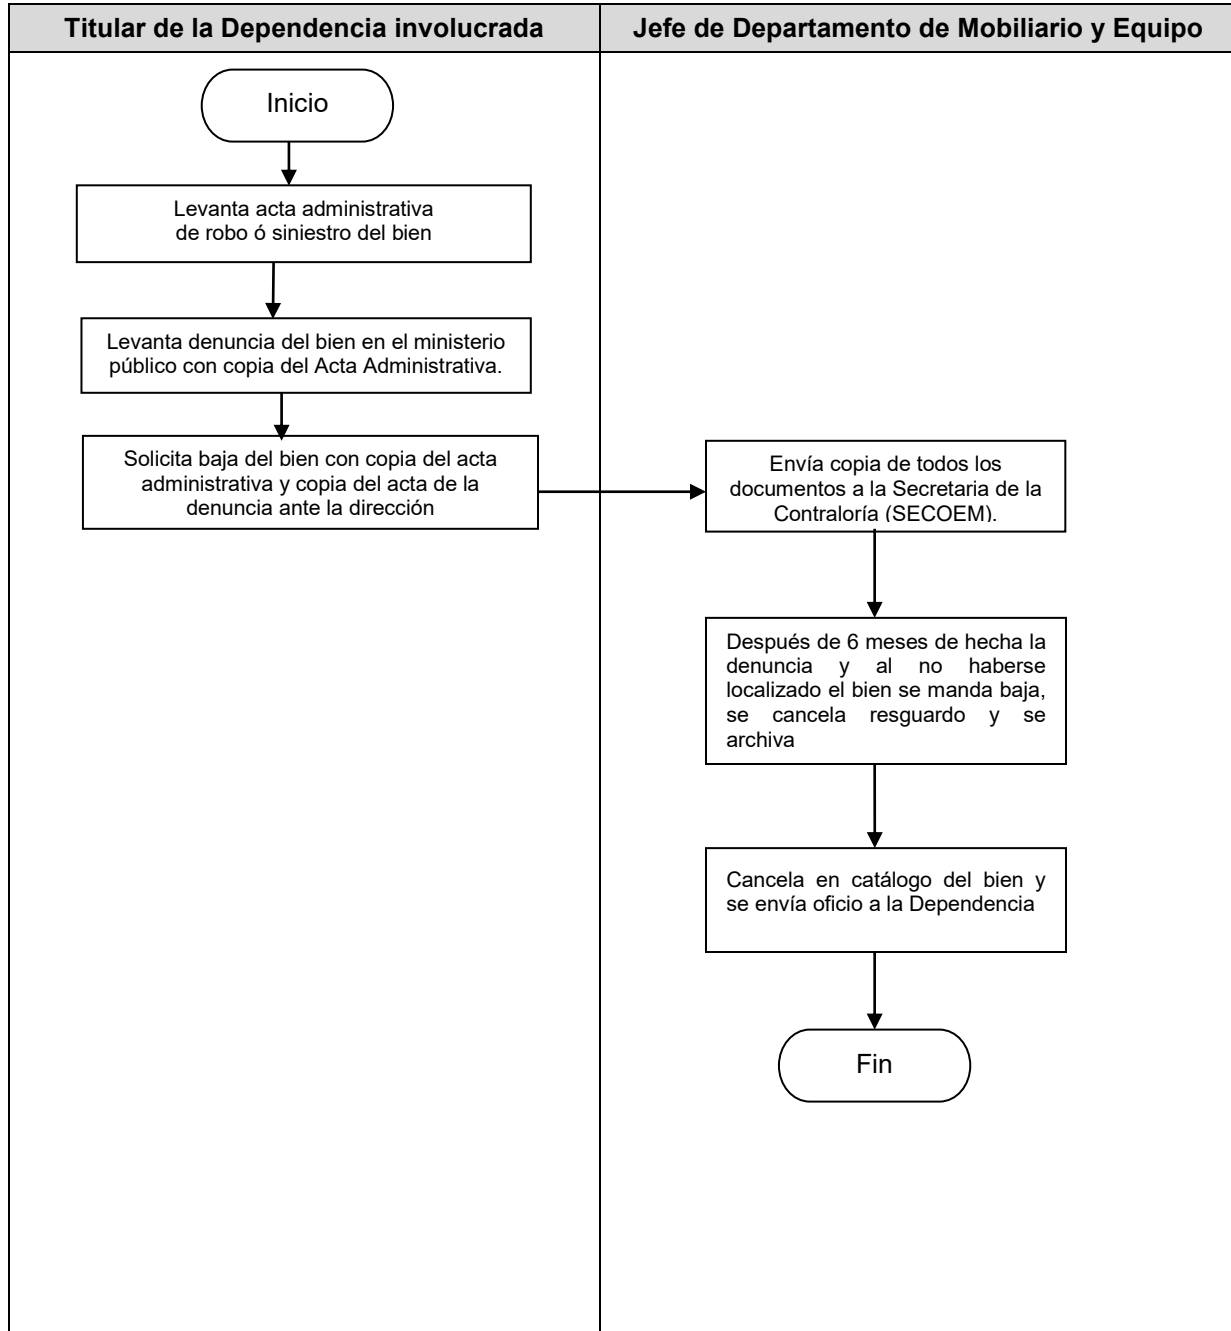 Titular de la Dependencia involucrada
Jefe de Departamento de Mobiliario y Equipo
Inicio
Levanta acta administrativa
de robo ó siniestro del bien
Levanta denuncia del bien en el ministerio
público con copia del Acta Administrativa.
Solicita baja del bien con copia del acta
administrativa y copia del acta de la
denuncia ante la dirección
Envía copia de todos los
documentos a la Secretaria de la
Contraloría (SECOEM).
Después de 6 meses de hecha la
denuncia y al no haberse
localizado el bien se manda baja,
se cancela resguardo y se
archiva
Cancela en catálogo del bien y
se envía oficio a la Dependencia
Fin